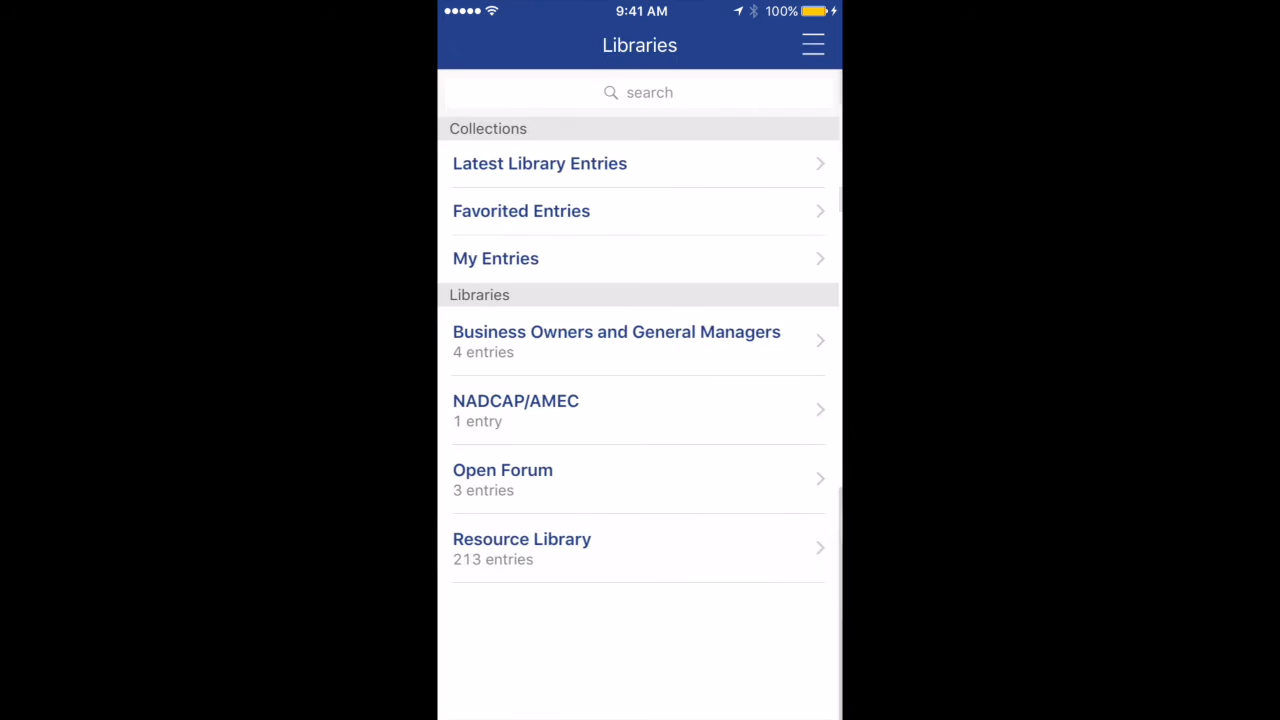 9:41 AM 100%
Libraries
search
Collections
Latest Library Entries
Favorited Entries
My Entries
Libraries
Business Owners and General Managers
4 entries
NADCAP/AMEC
1 entry
Open Forum
3 entries
Resource Library
213 entries